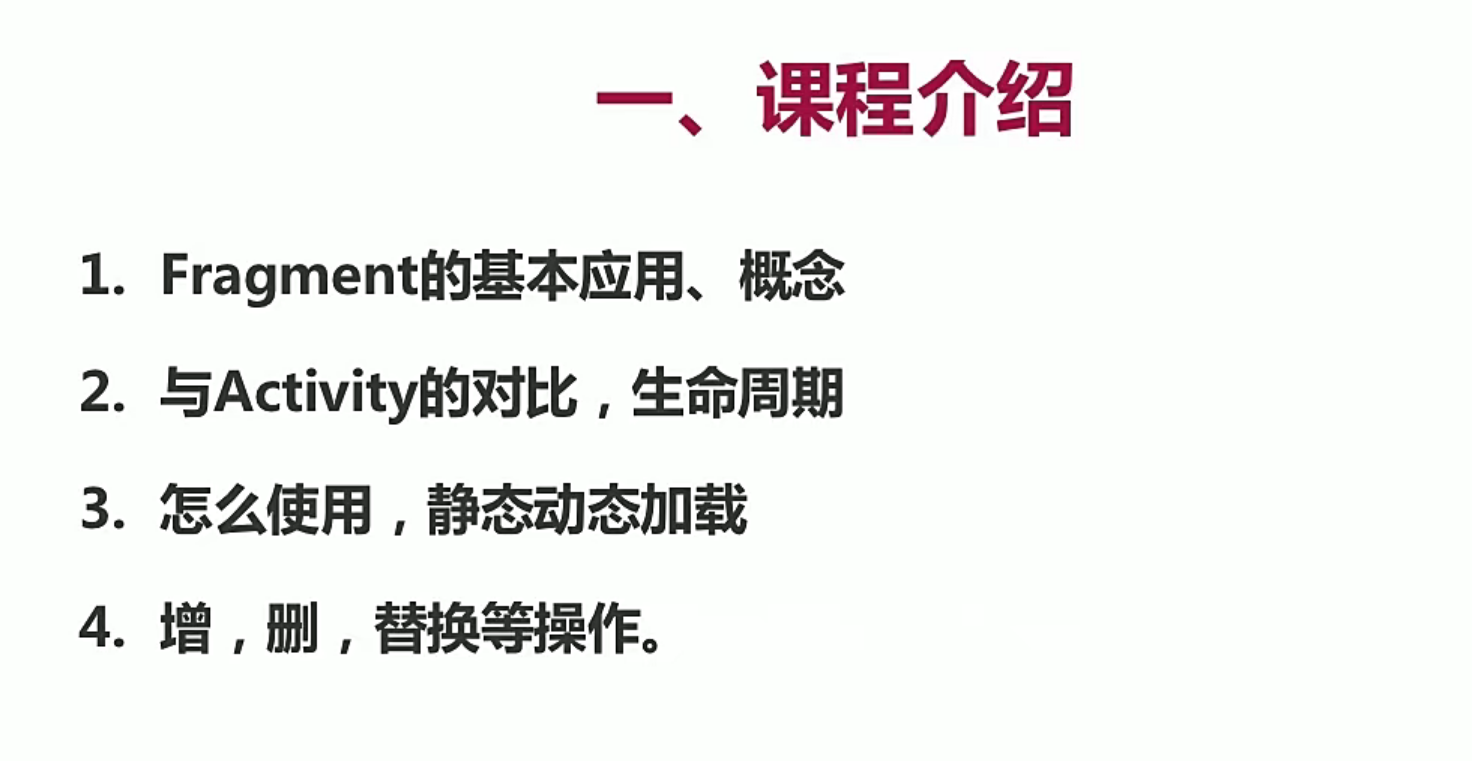 一、课程介绍
1. Fragment的基本应用、概念
2. 与Activity的对比，生命周期
3. 怎么使用，静态动态加载
4. 增，删，替换等操作。